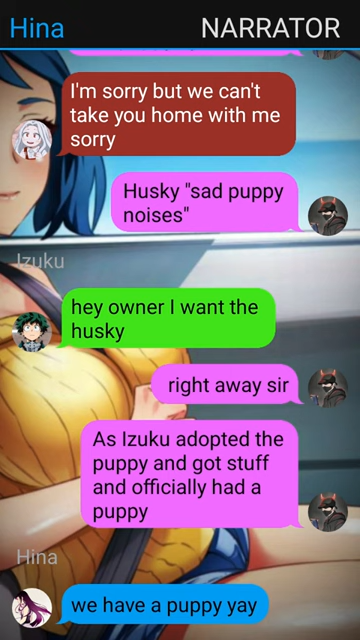 Hina NARRATOR
I'm sorry but we can't
take you home with me
sorry
Husky "sad puppy
noises"
Izuku
hey owner I want the
husky
right away sir
As Izuku adopted the
puppy and got stuff
and officially had a
puppy
Hina
we have a puppy yay